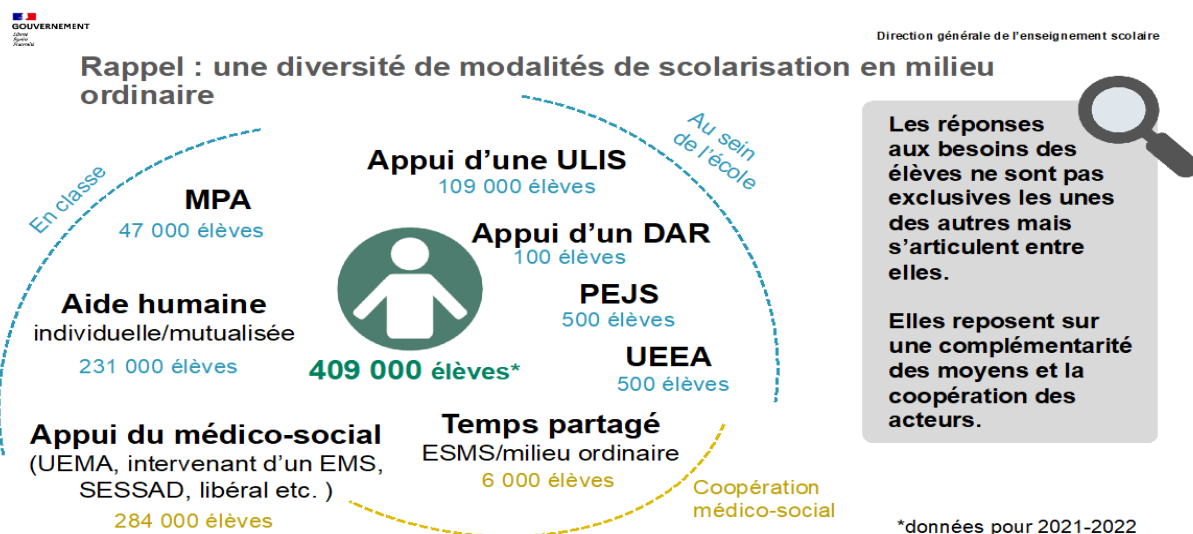 GOUVERNEMENT
Liberté
Égalité
Fraternité
Direction générale de l'enseignement scolaire
Rappel : une diversité de modalités de scolarisation en milieu
ordinaire
En classe
Au sein
de l'école
MPA
47 000 élèves
Appui d'une ULIS
109 000 élèves
Appui d'un DAR
100 élèves
Aide humaine
individuelle/mutualisée
231 000 élèves
409 000 élèves*
PEJS
500 élèves
UEEA
500 élèves
Appui du médico-social
(UEMA, intervenant d'un EMS,
SESSAD, libéral etc. )
284 000 élèves
Temps partagé
ESMS/milieu ordinaire
6 000 élèves
Coopération
médico-social
Les réponses
aux besoins des
élèves ne sont pas
exclusives les unes
des autres mais
s'articulent entre
elles.
Elles reposent sur
une complémentarité
des moyens et la
coopération des
acteurs.
*données pour 2021-2022